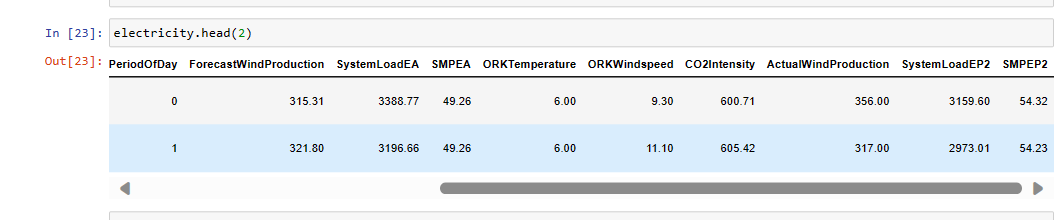 In [23]: electricity.head(2)
Out[23]: PeriodOfDay ForecastWindProduction SystemLoadEA SMPEA ORKTemperature ORKWindspeed CO2Intensity ActualWindProduction SystemLoadEP2 SMPEP2
0 315.31 3388.77 49.26 6.00 9.30 600.71 356.00 3159.60 54.32
1 321.80 3196.66 49.26 6.00 11.10 605.42 317.00 2973.01 54.23